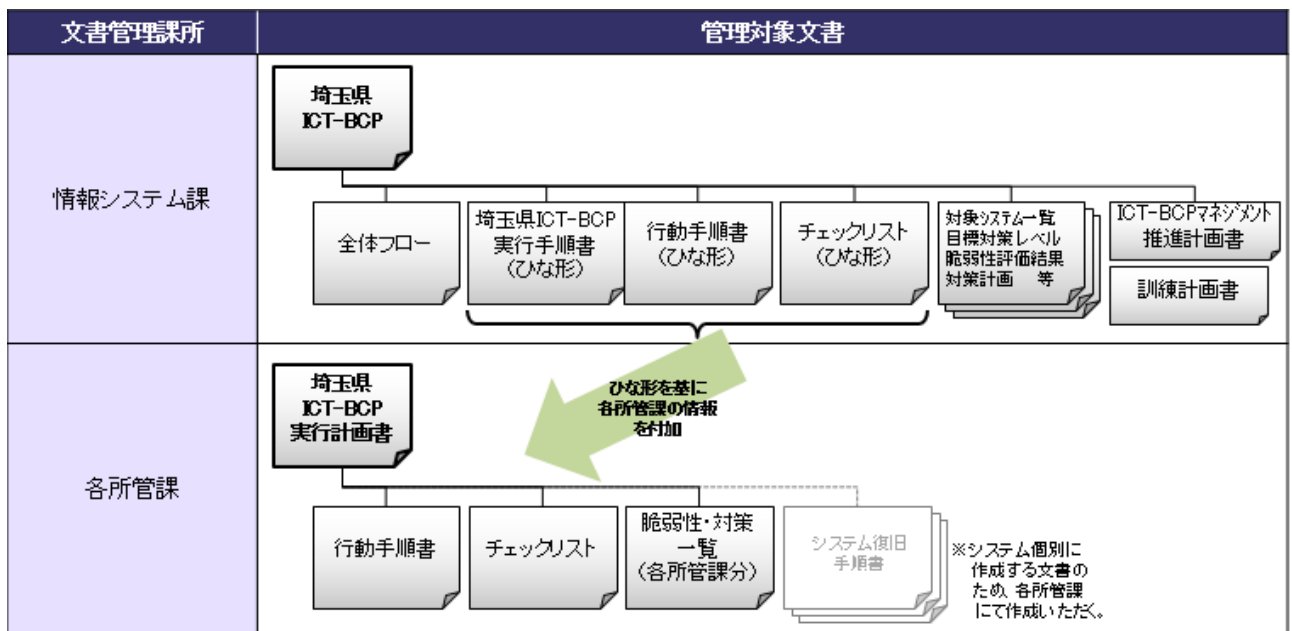 文書管理課所
管理対象文書
情報システム課
埼玉県
ICT-BCP
全体フロー
埼玉県ICT-BCP
実行手順書
(ひな形)
行動手順書
(ひな形)
チェックリスト
(ひな形)
対象システム一覧
目標対策レベル
脆弱性評価結果
対策計画 等
ICT-BCPマネジメント
推進計画書
訓練計画書
各所管課
埼玉県
ICT-BCP
実行計画書
ひな形を基に
各所管課の情報
を付加
行動手順書
チェックリスト
脆弱性・対策
一覧
(各所管課分)
システム復旧
手順書
※システム個別に
作成する文書の
ため、各所管課
にて作成いただく。